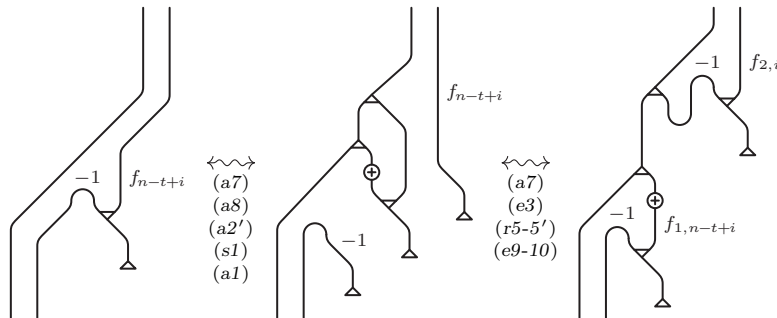 −1
f_{n−t+i}
(a7)
(a8)
(a2′)
(s1)
(a1)
f_{n−t+i}
−1
(a7)
(e3)
(r5-5′)
(e9-10)
−1
f_{2,i}
−1
f_{1,n−t+i}